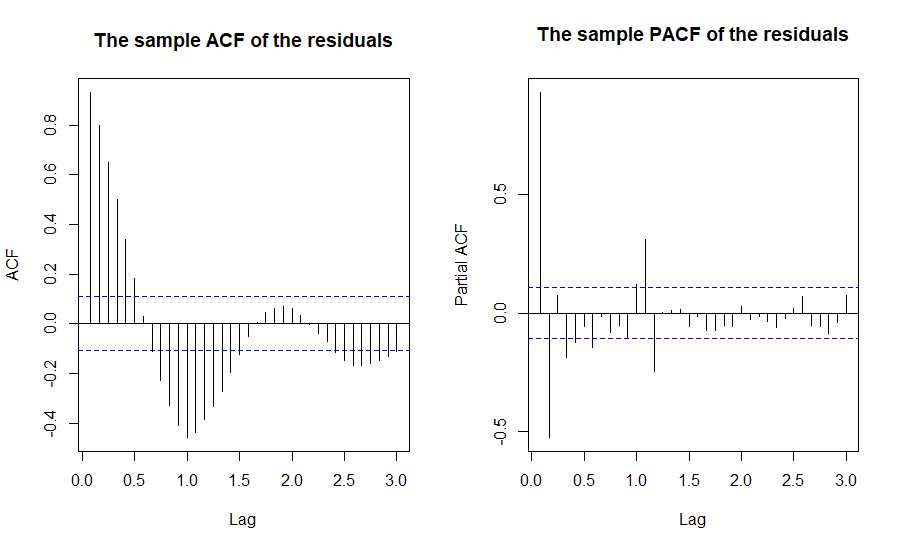 The sample ACF of the residuals
ACF
0.8
0.6
0.4
0.2
0.0
-0.2
-0.4
0.0 0.5 1.0 1.5 2.0 2.5 3.0
Lag
The sample PACF of the residuals
Partial ACF
0.5
0.0
-0.5
0.0 0.5 1.0 1.5 2.0 2.5 3.0
Lag